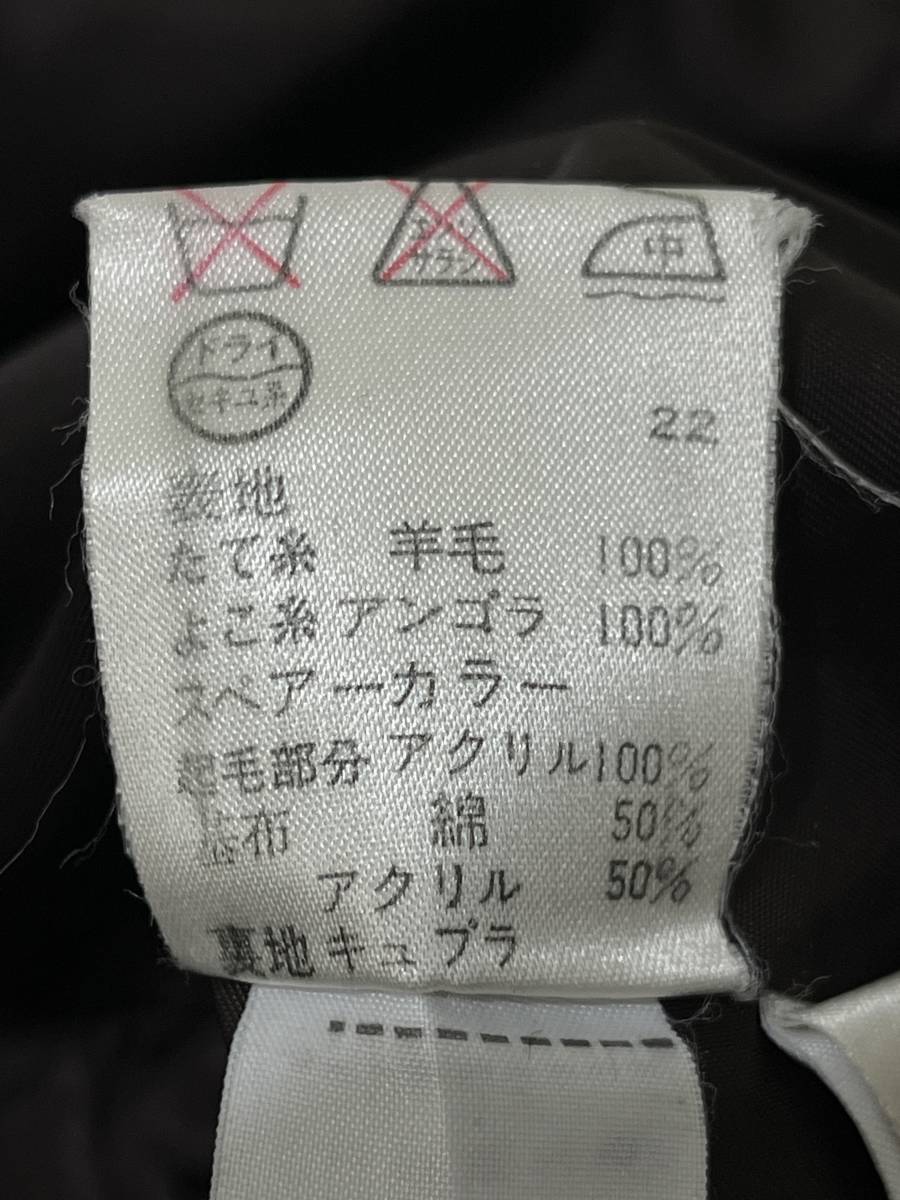 エンソ
サラシ
中
ドライ
セキユ系
22
表地
たて糸 羊毛 100%
よこ糸 アンゴラ 100%
スペアーカラー
起毛部分 アクリル 100%
基布 綿 50%
アクリル 50%
裏地 キュプラ